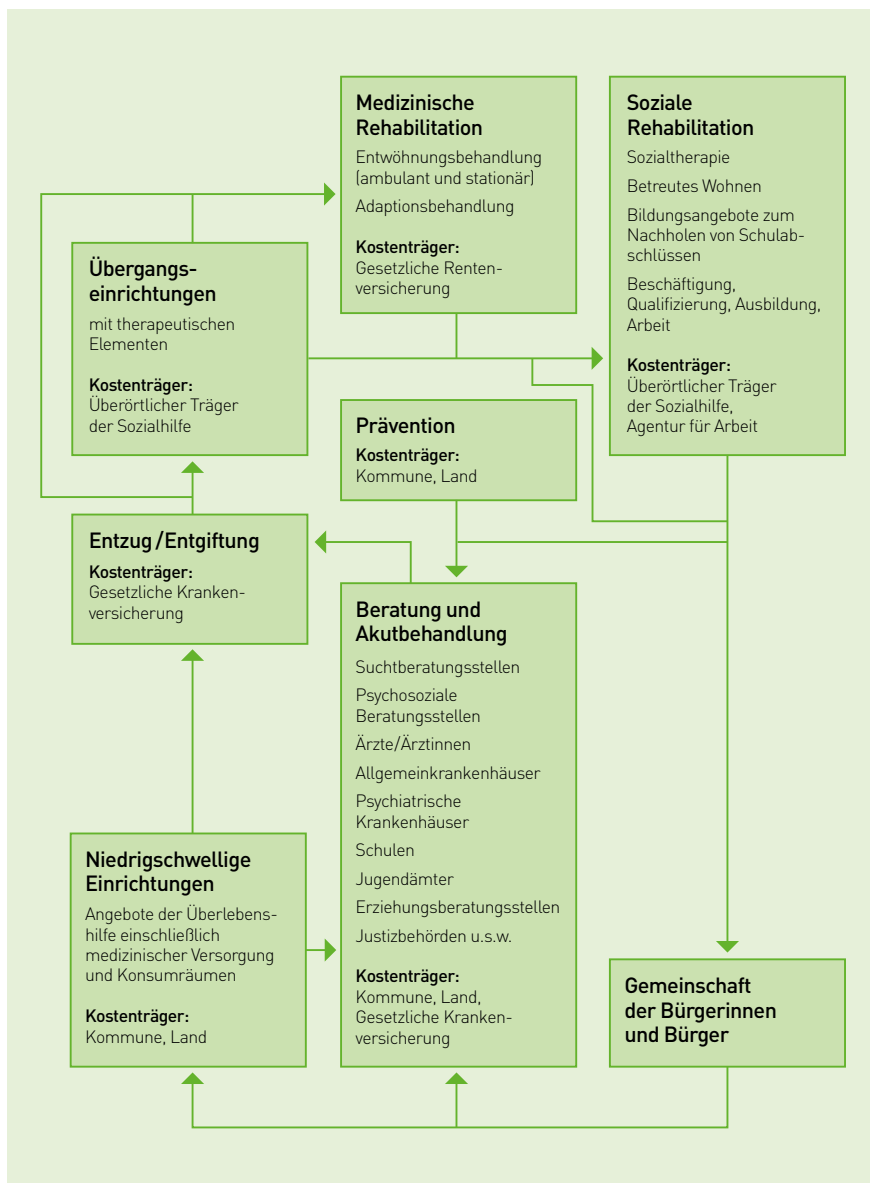 Medizinische
Rehabilitation
Entwöhnungsbehandlung
(ambulant und stationär)
Adaptionsbehandlung
Kostenträger:
Gesetzliche Renten-
versicherung
Soziale
Rehabilitation
Sozialtherapie
Betreutes Wohnen
Bildungsangebote zum
Nachholen von Schulab-
schlüssen
Beschäftigung,
Qualifizierung, Ausbildung,
Arbeit
Kostenträger:
Überörtlicher Träger
der Sozialhilfe,
Agentur für Arbeit
Übergangs-
einrichtungen
mit therapeutischen
Elementen
Kostenträger:
Überörtlicher Träger
der Sozialhilfe
Prävention
Kostenträger:
Kommune, Land
Entzug/Entgiftung
Kostenträger:
Gesetzliche Kranken-
versicherung
Beratung und
Akutbehandlung
Suchtberatungsstellen
Psychosoziale
Beratungsstellen
Ärzte/Ärztinnen
Allgemeinkrankenhäuser
Psychiatrische
Krankenhäuser
Schulen
Jugendämter
Erziehungsberatungsstellen
Justizbehörden u.s.w.
Kostenträger:
Kommune, Land,
Gesetzliche Kranken-
versicherung
Niedrigschwellige
Einrichtungen
Angebote der Überlebens-
hilfe einschließlich
medizinischer Versorgung
und Konsumräumen
Kostenträger:
Kommune, Land
Gemeinschaft
der Bürgerinnen
und Bürger